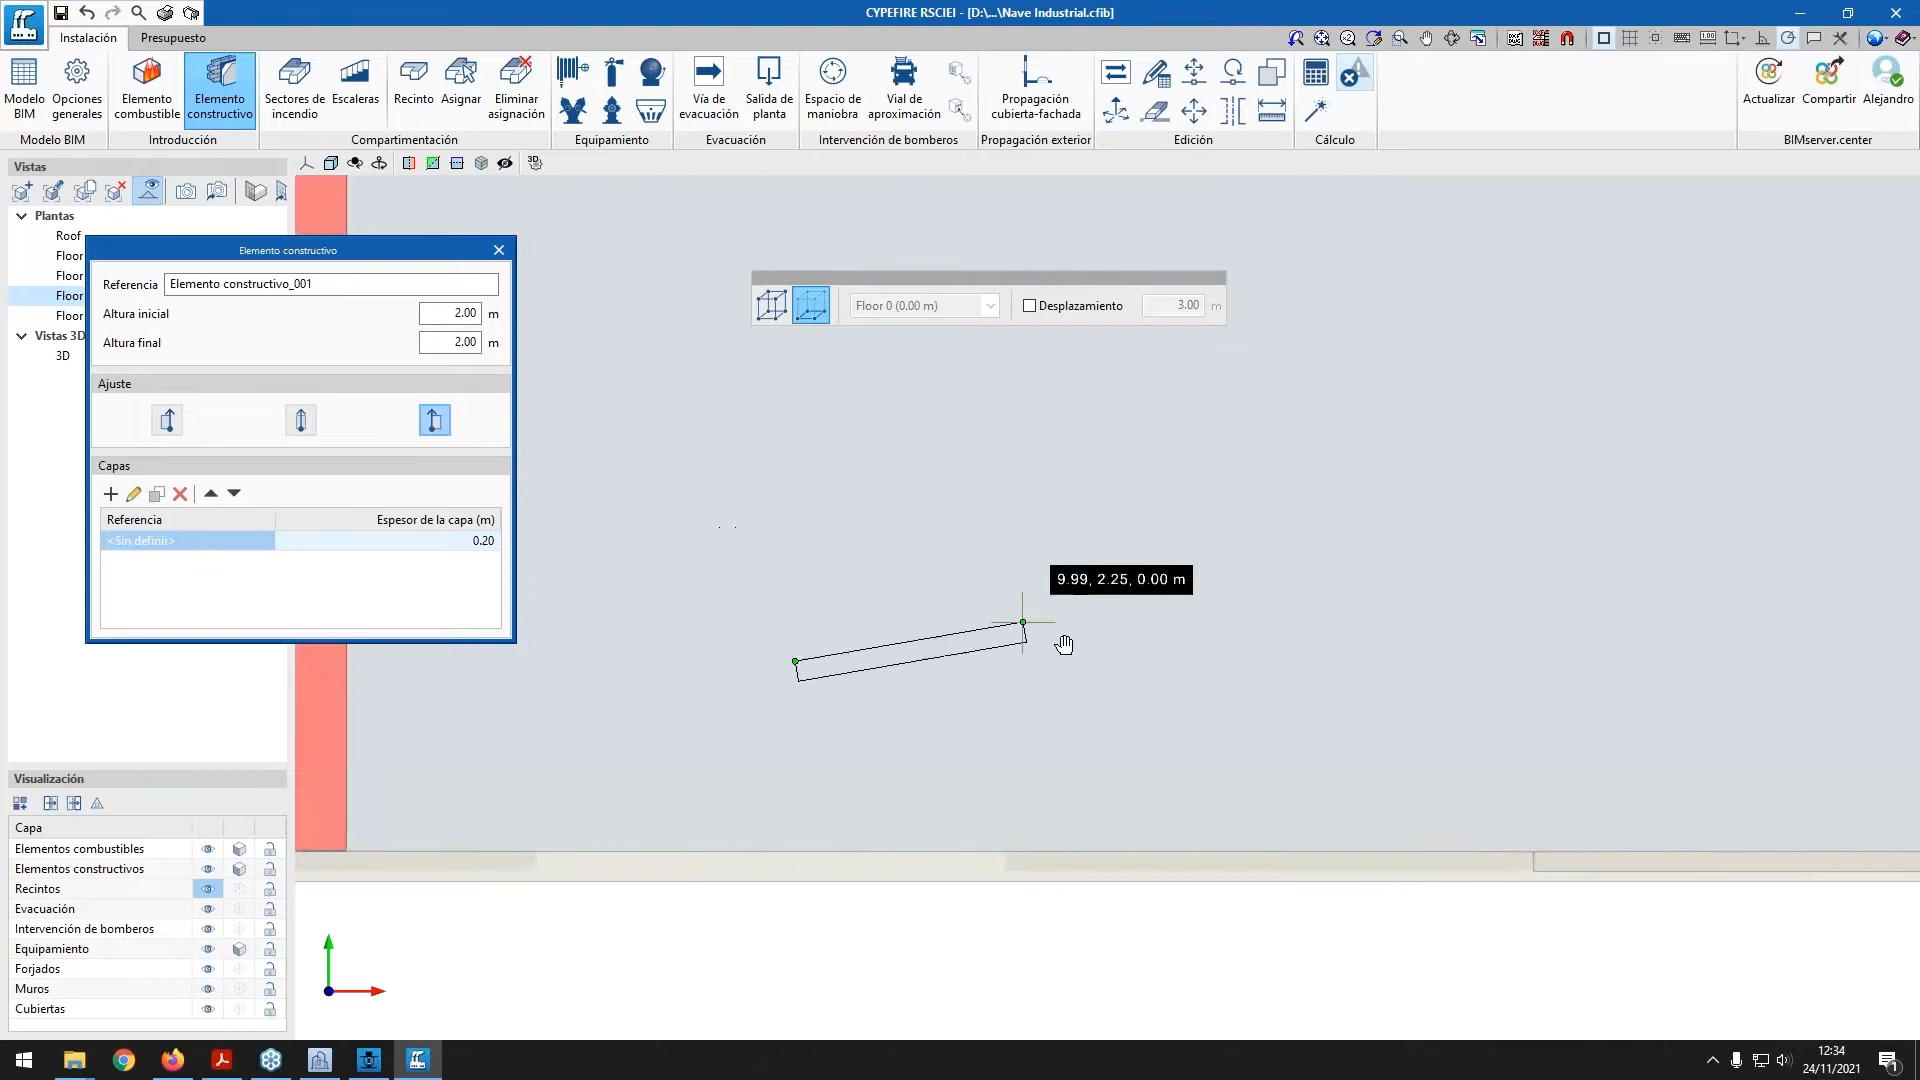 CYPEFIRE RSCIEI - [D:\...\Nave Industrial.cfib]
Instalación
Presupuesto
Modelo BIM
Opciones generales
Elemento combustible
Elemento constructivo
Sectores de incendio
Escaleras
Recinto
Asignar
Eliminar asignación
Vía de evacuación
Salida de planta
Espacio de maniobra
Vial de aproximación
Propagación cubierta-fachada
Actualizar
Compartir
Alejandro
Modelo BIM
Introducción
Compartimentación
Equipamiento
Evacuación
Intervención de bomberos
Propagación exterior
Edición
Cálculo
BIMserver.center
Vistas
Plantas
Roof
Floor
Floor
Floor
Floor
Vistas 3D
3D
Elemento constructivo
Referencia
Elemento constructivo_001
Altura inicial
2.00
m
Altura final
2.00
m
Ajuste
Capas
Referencia
Espesor de la capa (m)
<Sin definir>
0.20
Floor 0 (0.00 m)
Desplazamiento
3.00
m
9.99, 2.25, 0.00 m
Visualización
Capa
Elementos combustibles
Elementos constructivos
Recintos
Evacuación
Intervención de bomberos
Equipamiento
Forjados
Muros
Cubiertas
12:34
24/11/2021
1